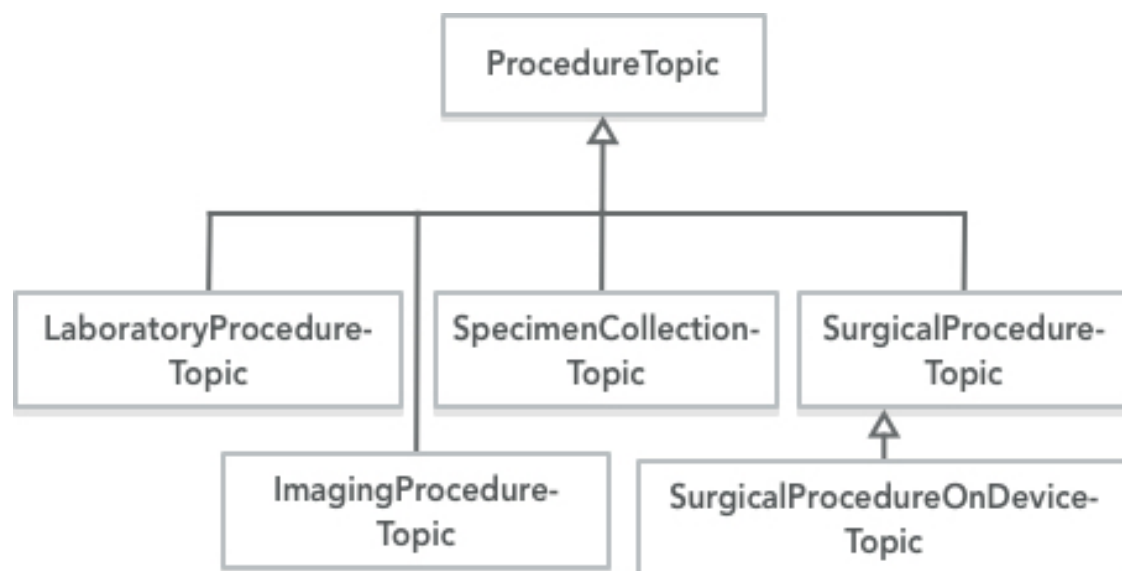 ProcedureTopic
LaboratoryProcedure-
Topic
SpecimenCollection-
Topic
SurgicalProcedure-
Topic
ImagingProcedure-
Topic
SurgicalProcedureOnDevice-
Topic